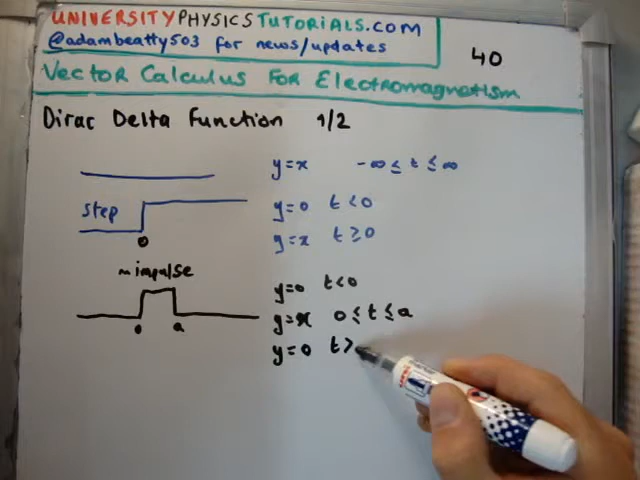 UNIVERSITYPHYSICSTUTORIALS.COM
@adambeatty503 for news/updates
40
Vector Calculus For Electromagnetism
Dirac Delta Function 1/2
y=x -∞ ≤ t ≤ ∞
step
y=0 t<0
y=x t≥0
0
~impulse
y=0 t<0
y=x 0≤t≤a
0 a
y=0 t>